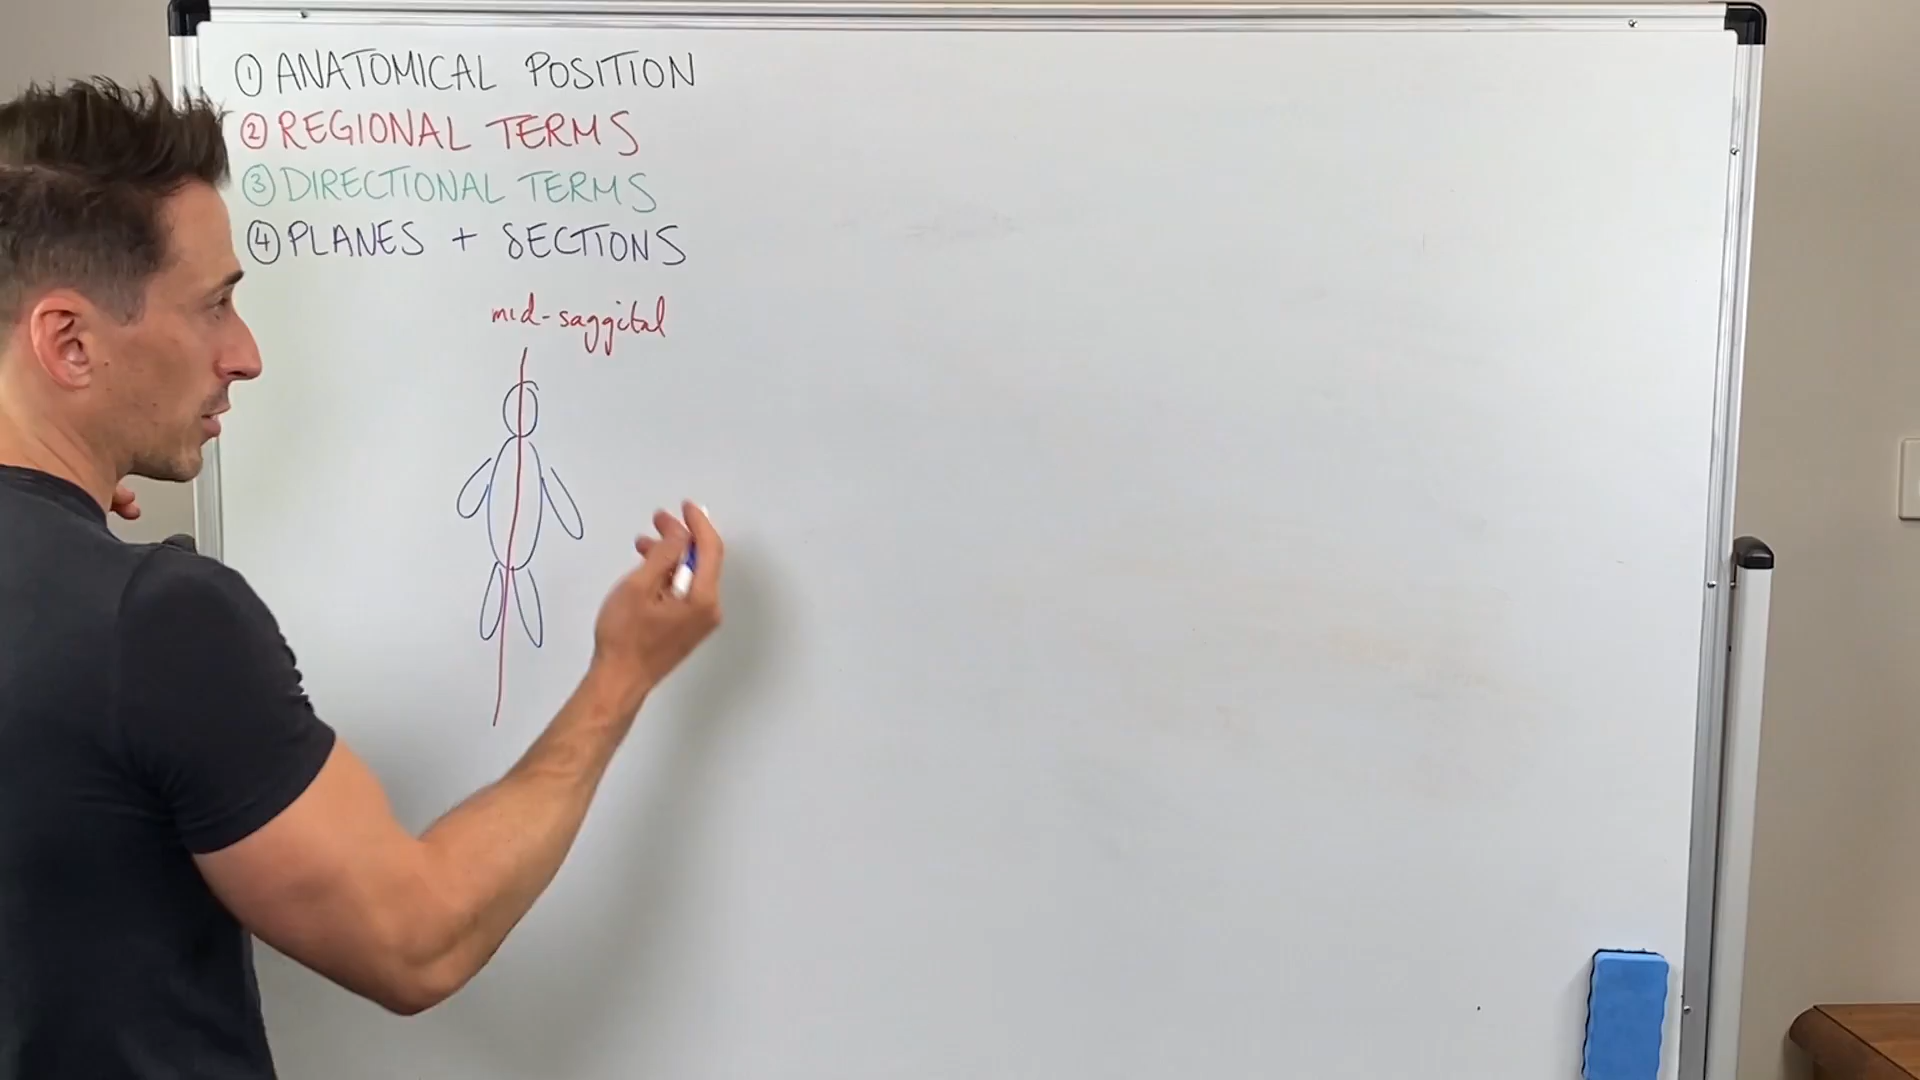 ① ANATOMICAL POSITION
② REGIONAL TERMS
③ DIRECTIONAL TERMS
④ PLANES + SECTIONS
mid-saggital